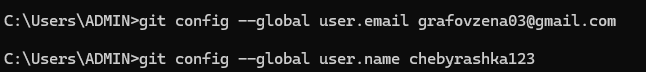 C:\Users\ADMIN>git config --global user.email grafovzena03@gmail.com
C:\Users\ADMIN>git config --global user.name chebyrashka123